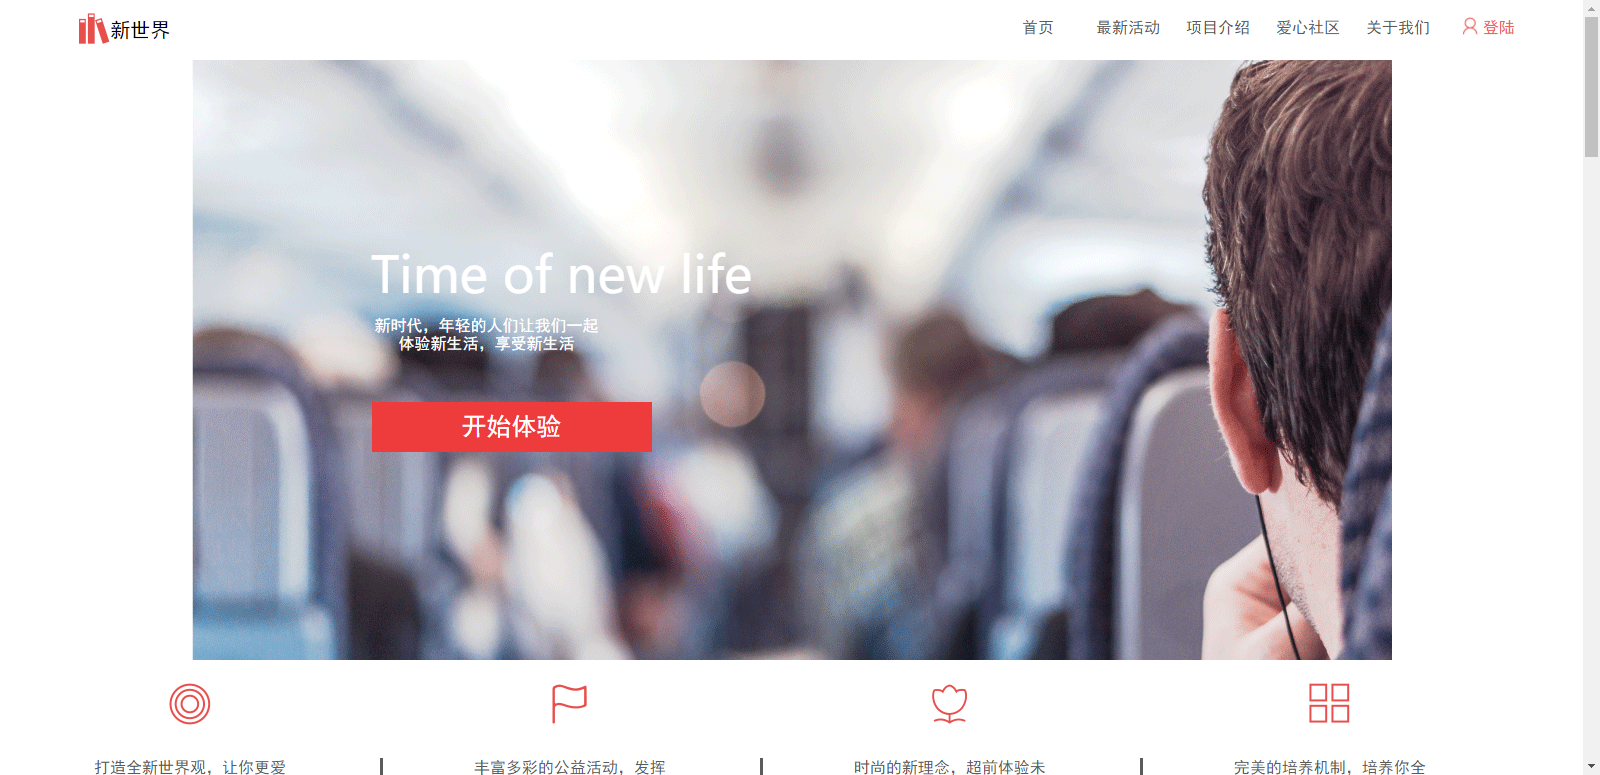 新世界
首页 最新活动 项目介绍 爱心社区 关于我们 登陆
Time of new life
新时代，年轻的人们让我们一起
体验新生活，享受新生活
开始体验
打造全新世界观，让你更爱 丰富多彩的公益活动，发挥 时尚的新理念，超前体验未 完美的培养机制，培养你全